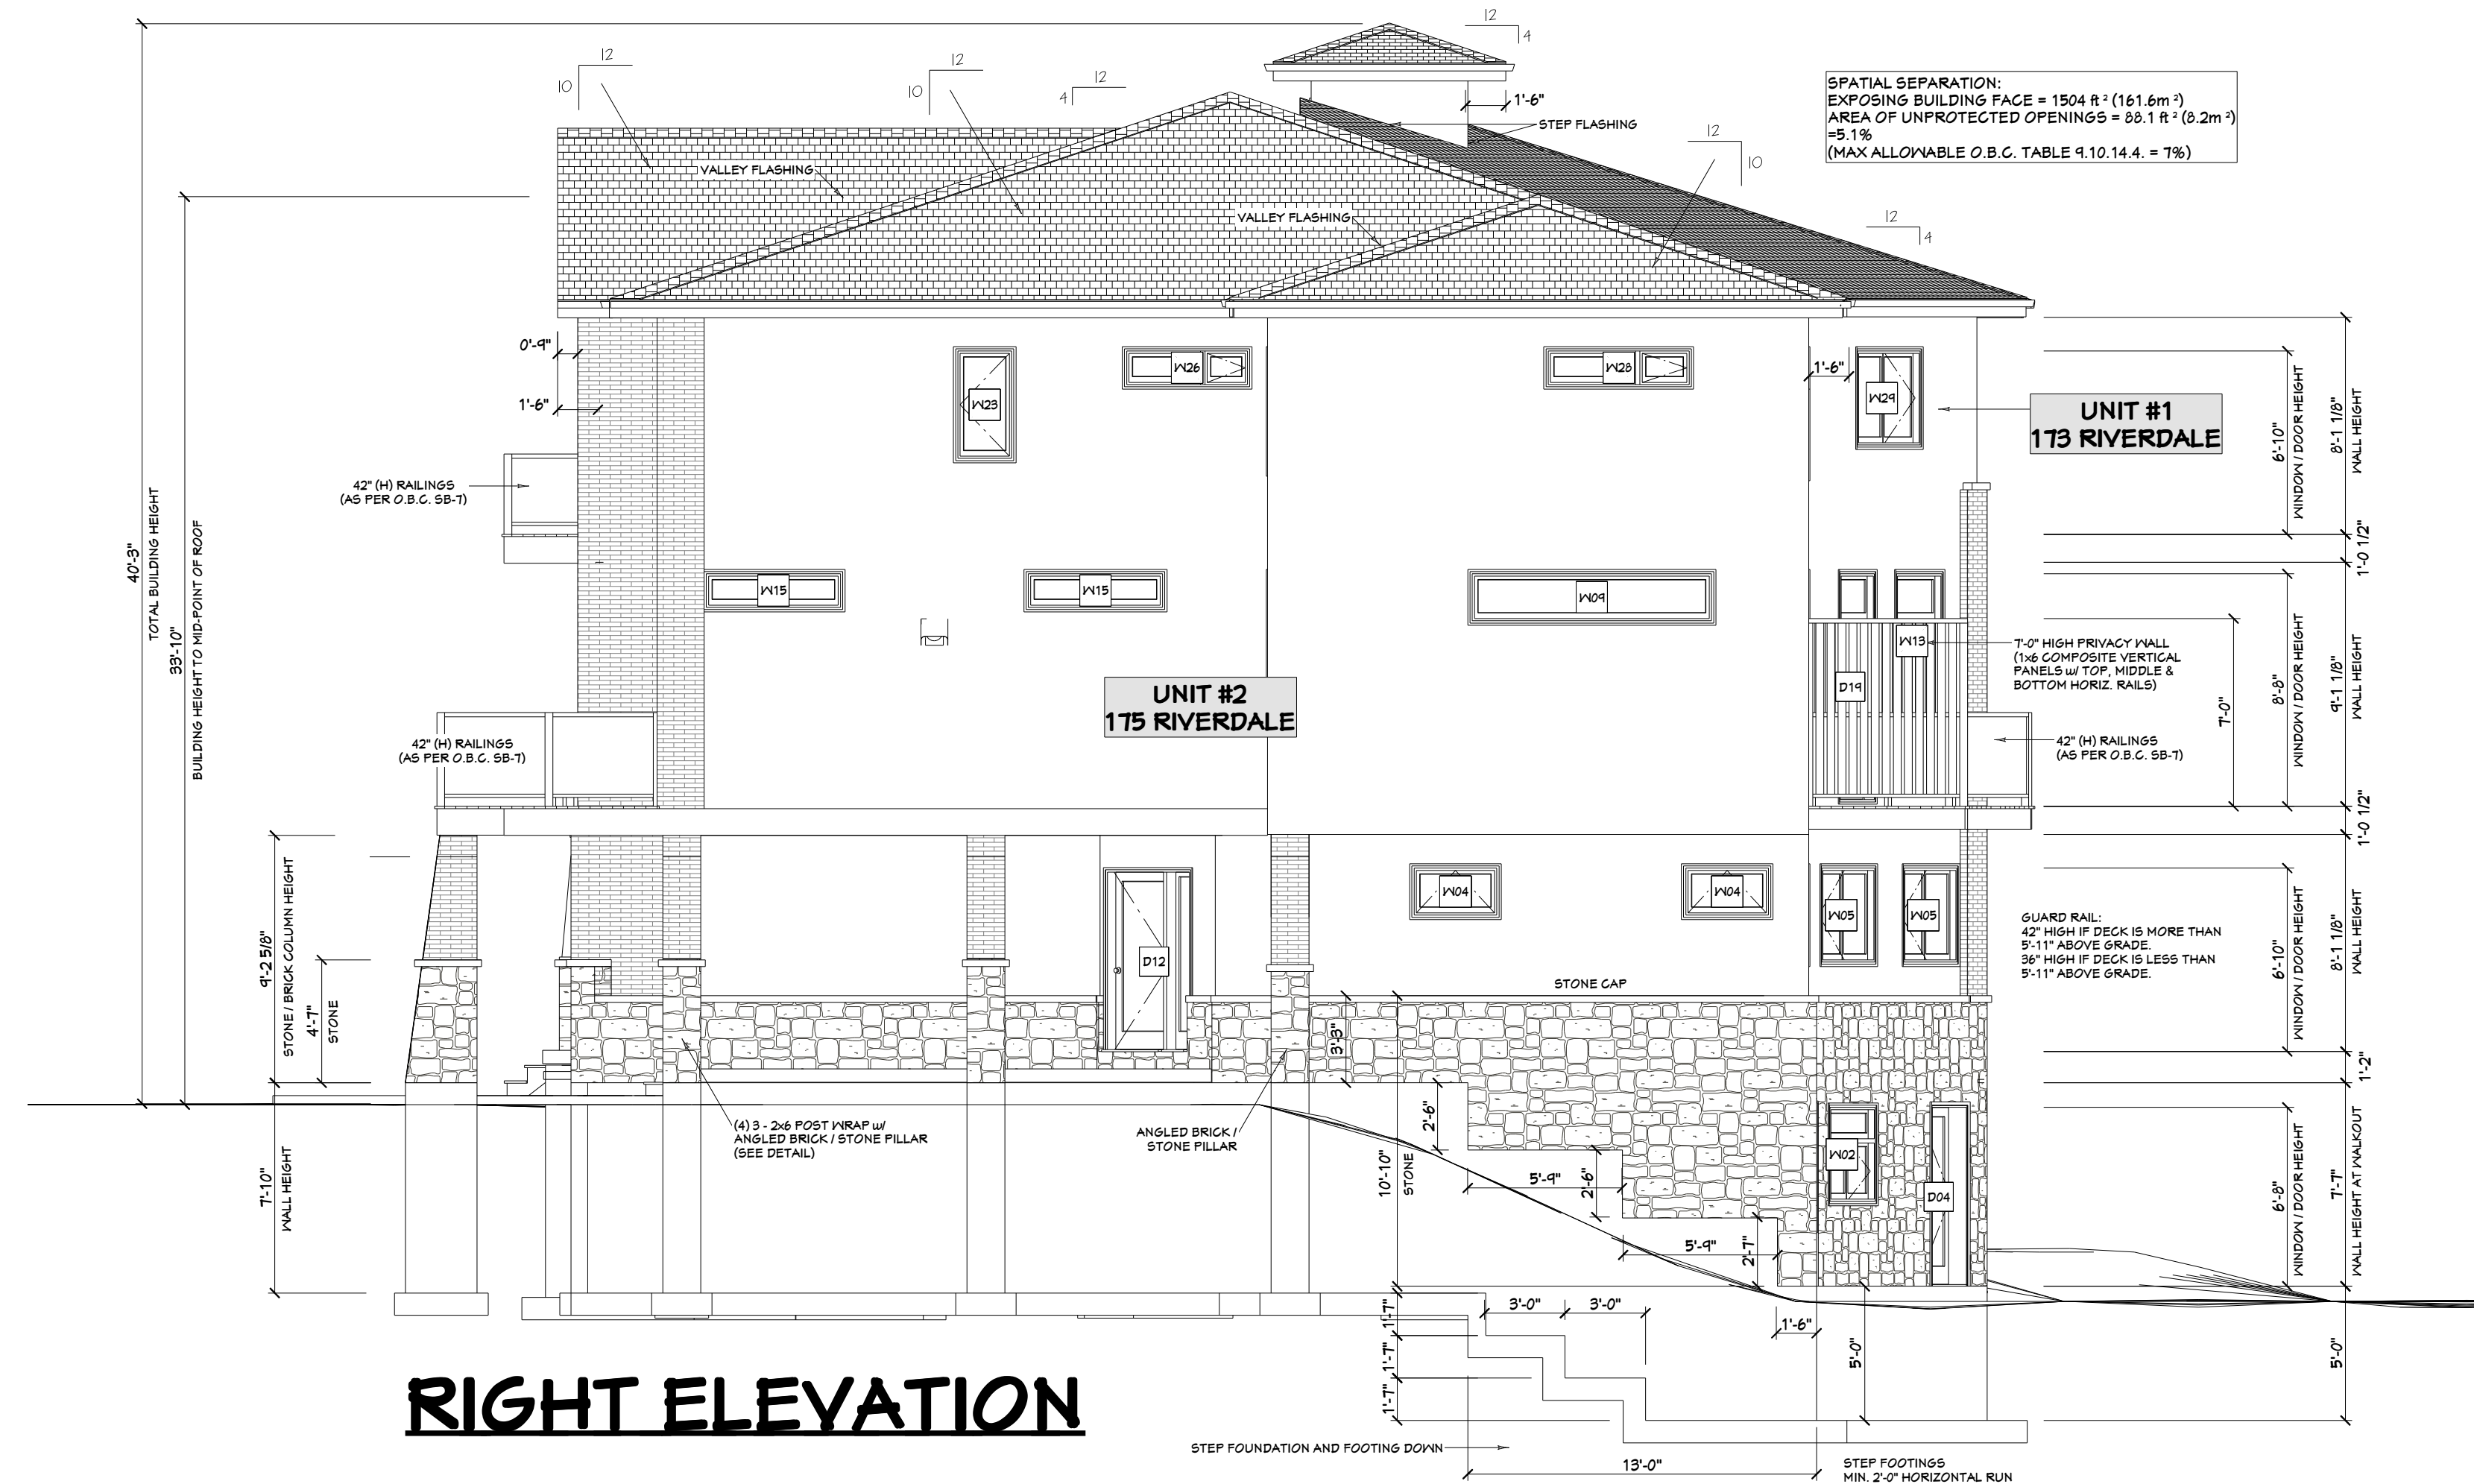 12
4
12
10
12
10
12
4
1'-6"
STEP FLASHING
SPATIAL SEPARATION:
EXPOSING BUILDING FACE = 1504 ft² (161.6m²)
AREA OF UNPROTECTED OPENINGS = 88.1 ft² (8.2m²)
=5.1%
(MAX ALLOWABLE O.B.C. TABLE 9.10.14.4. = 7%)
12
10
VALLEY FLASHING
VALLEY FLASHING
12
4
0'-9"
1'-6"
W23
W26
W28
1'-6"
W29
UNIT #1
173 RIVERDALE
6'-10"
WINDOW / DOOR HEIGHT
8'-1 1/8"
WALL HEIGHT
42" (H) RAILINGS
(AS PER O.B.C. SB-7)
40'-3"
TOTAL BUILDING HEIGHT
33'-10"
BUILDING HEIGHT TO MID-POINT OF ROOF
1'-0 1/2"
W15
W15
W09
W13
D19
7'-0" HIGH PRIVACY WALL
(1x6 COMPOSITE VERTICAL
PANELS w/ TOP, MIDDLE &
BOTTOM HORIZ. RAILS)
7'-0"
8'-8"
WINDOW / DOOR HEIGHT
9'-1 1/8"
WALL HEIGHT
UNIT #2
175 RIVERDALE
42" (H) RAILINGS
(AS PER O.B.C. SB-7)
42" (H) RAILINGS
(AS PER O.B.C. SB-7)
1'-0 1/2"
9'-2 5/8"
STONE / BRICK COLUMN HEIGHT
4'-7"
STONE
D12
W04
W04
W05
W05
GUARD RAIL:
42" HIGH IF DECK IS MORE THAN
5'-11" ABOVE GRADE.
36" HIGH IF DECK IS LESS THAN
5'-11" ABOVE GRADE.
6'-10"
WINDOW / DOOR HEIGHT
8'-1 1/8"
WALL HEIGHT
STONE CAP
3'-3"
1'-2"
(4) 3 - 2x6 POST WRAP w/
ANGLED BRICK / STONE PILLAR
(SEE DETAIL)
ANGLED BRICK /
STONE PILLAR
2'-6"
10'-10"
STONE
5'-9"
2'-6"
5'-9"
2'-7"
W02
D04
6'-8"
WINDOW / DOOR HEIGHT
7'-7"
WALL HEIGHT AT WALKOUT
7'-10"
WALL HEIGHT
1'-7"
1'-7"
1'-7"
3'-0"
3'-0"
1'-6"
5'-0"
5'-0"
RIGHT ELEVATION
STEP FOUNDATION AND FOOTING DOWN
13'-0"
STEP FOOTINGS
MIN. 2'-0" HORIZONTAL RUN